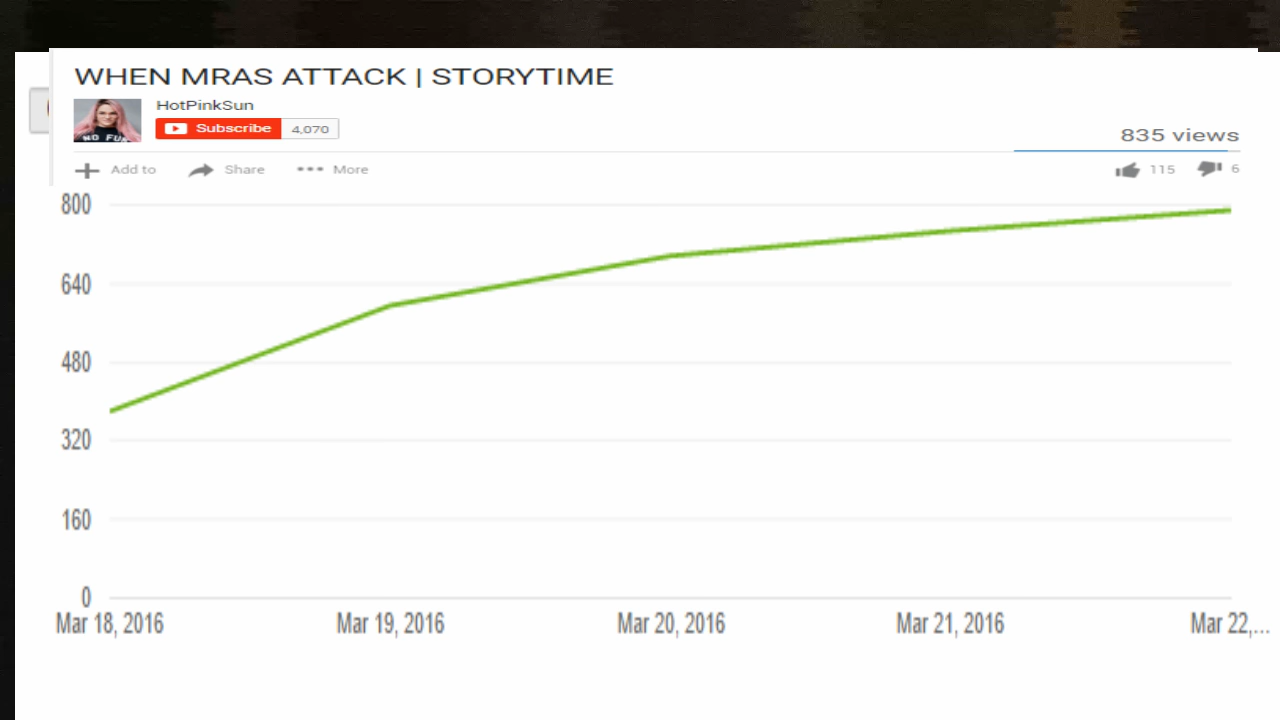 WHEN MRAS ATTACK | STORYTIME
HotPinkSun
Subscribe 4,070
835 views
Add to Share More 115 6
800
640
480
320
160
0
Mar 18, 2016 Mar 19, 2016 Mar 20, 2016 Mar 21, 2016 Mar 22,...